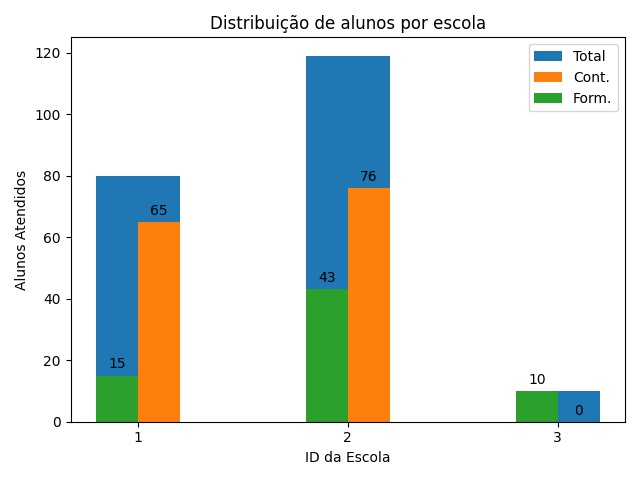 Distribuição de alunos por escola
120
100
80
60
40
20
0
Alunos Atendidos
Total
Cont.
Form.
15
65
43
76
10
0
1
2
3
ID da Escola